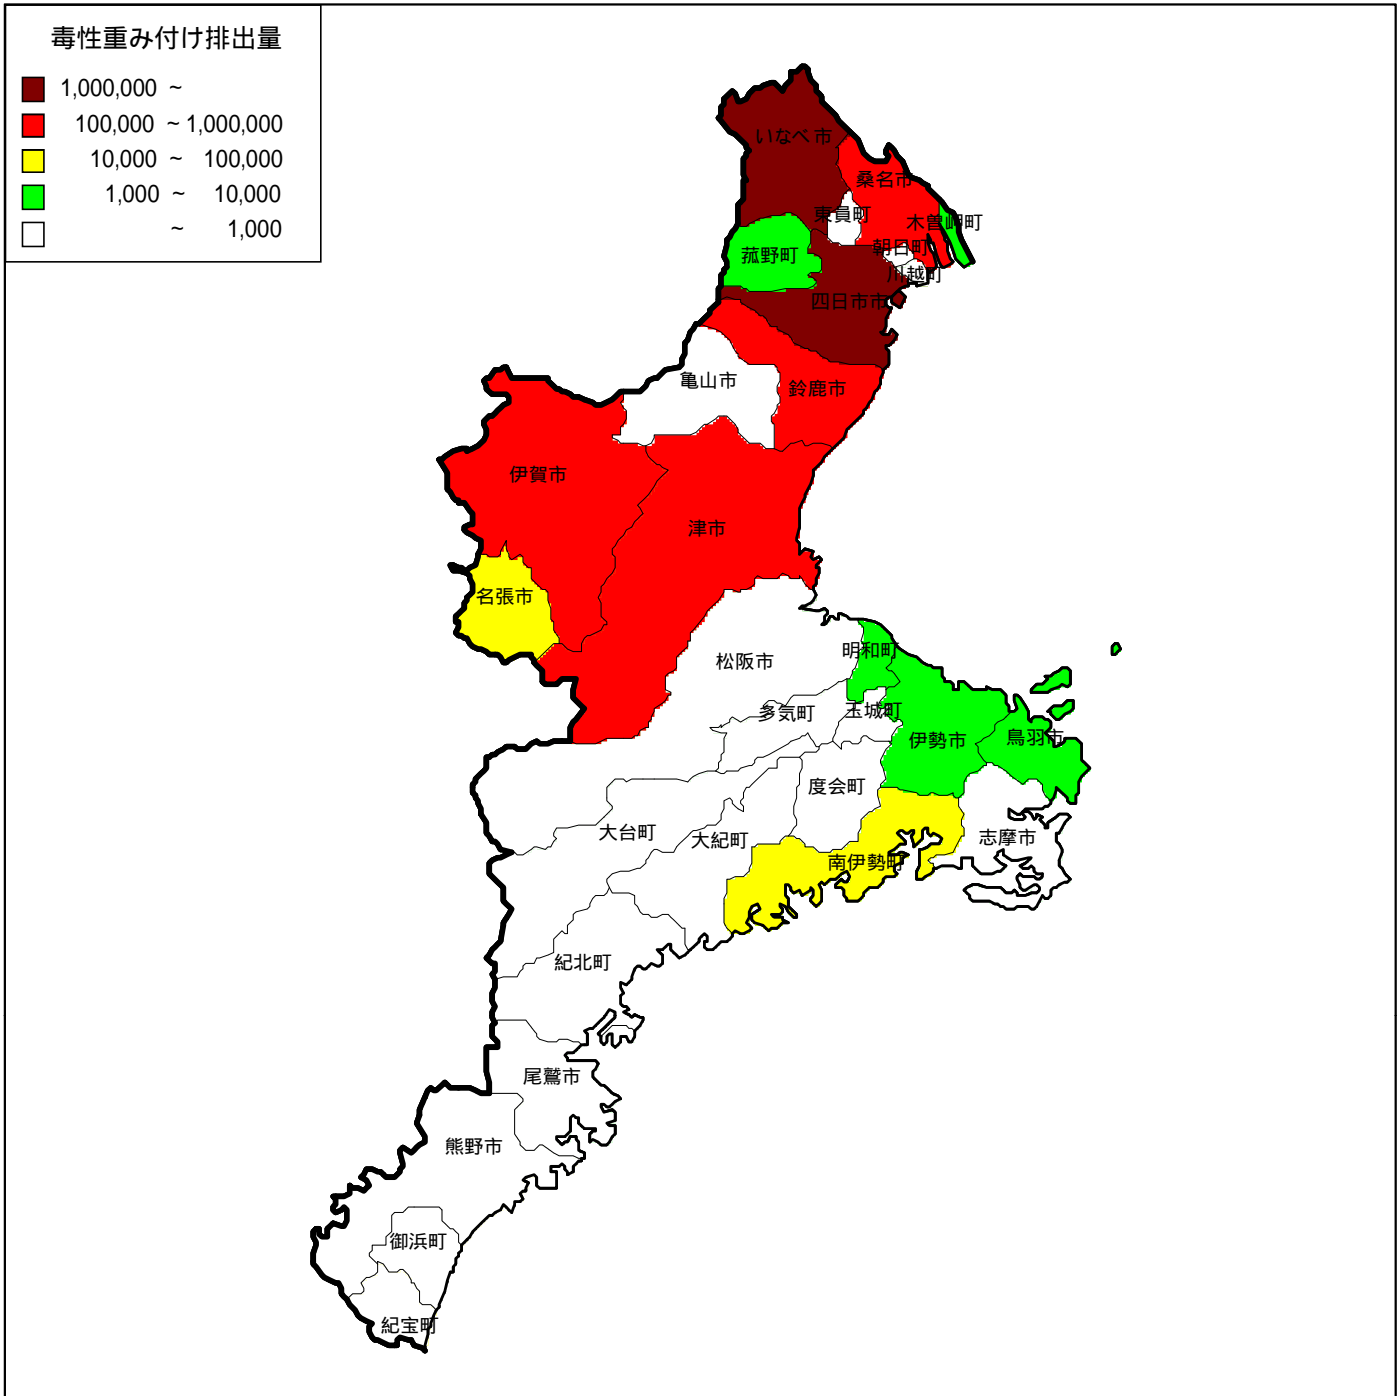 毒性重み付け排出量
1,000,000 ~
100,000 ~ 1,000,000
10,000 ~ 100,000
1,000 ~ 10,000
~ 1,000
いなべ市
桑名市
東員町
木曽岬町
朝日町
菰野町
川越町
四日市市
亀山市
鈴鹿市
伊賀市
津市
名張市
明和町
松阪市
多気町
玉城町
伊勢市
鳥羽市
度会町
大台町
大紀町
志摩市
南伊勢町
紀北町
尾鷲市
熊野市
御浜町
紀宝町